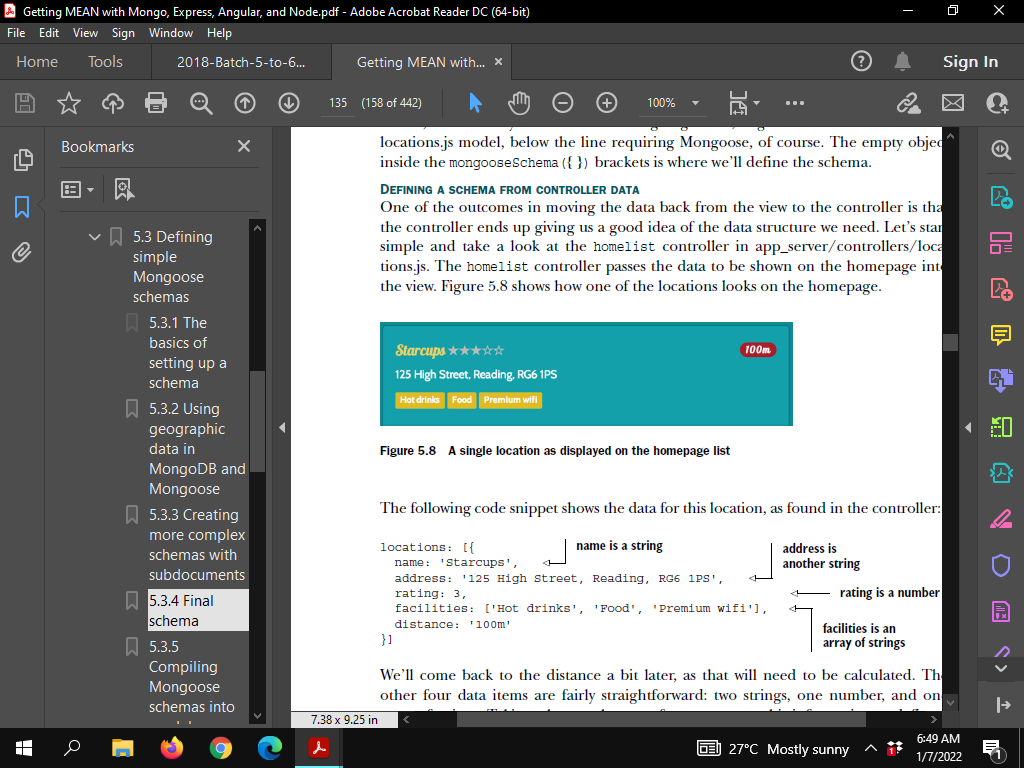 Getting MEAN with Mongo, Express, Angular, and Node.pdf - Adobe Acrobat Reader DC (64-bit)
File Edit View Sign Window Help
Home Tools 2018-Batch-5-to-6... Getting MEAN with... × Sign In
135 (158 of 442) 100%
Bookmarks
5.3 Defining
simple
Mongoose
schemas
5.3.1 The
basics of
setting up a
schema
5.3.2 Using
geographic
data in
MongoDB and
Mongoose
5.3.3 Creating
more complex
schemas with
subdocuments
5.3.4 Final
schema
5.3.5
Compiling
Mongoose
schemas into
locations.js model, below the line requiring Mongoose, of course. The empty objec
inside the mongooseSchema({ }) brackets is where we'll define the schema.
DEFINING A SCHEMA FROM CONTROLLER DATA
One of the outcomes in moving the data back from the view to the controller is tha
the controller ends up giving us a good idea of the data structure we need. Let's star
simple and take a look at the homelist controller in app_server/controllers/loca
tions.js. The homelist controller passes the data to be shown on the homepage int
the view. Figure 5.8 shows how one of the locations looks on the homepage.
Starcups ★★★☆☆ 100m
125 High Street, Reading, RG6 1PS
Hot drinks Food Premium wifi
Figure 5.8 A single location as displayed on the homepage list
The following code snippet shows the data for this location, as found in the controller:
locations: [{
name: 'Starcups',
address: '125 High Street, Reading, RG6 1PS',
rating: 3,
facilities: ['Hot drinks', 'Food', 'Premium wifi'],
distance: '100m'
}]
name is a string
address is
another string
rating is a number
facilities is an
array of strings
We'll come back to the distance a bit later, as that will need to be calculated. Th
other four data items are fairly straightforward: two strings, one number, and on
7.38 x 9.25 in
27°C Mostly sunny
6:49 AM
1/7/2022
1